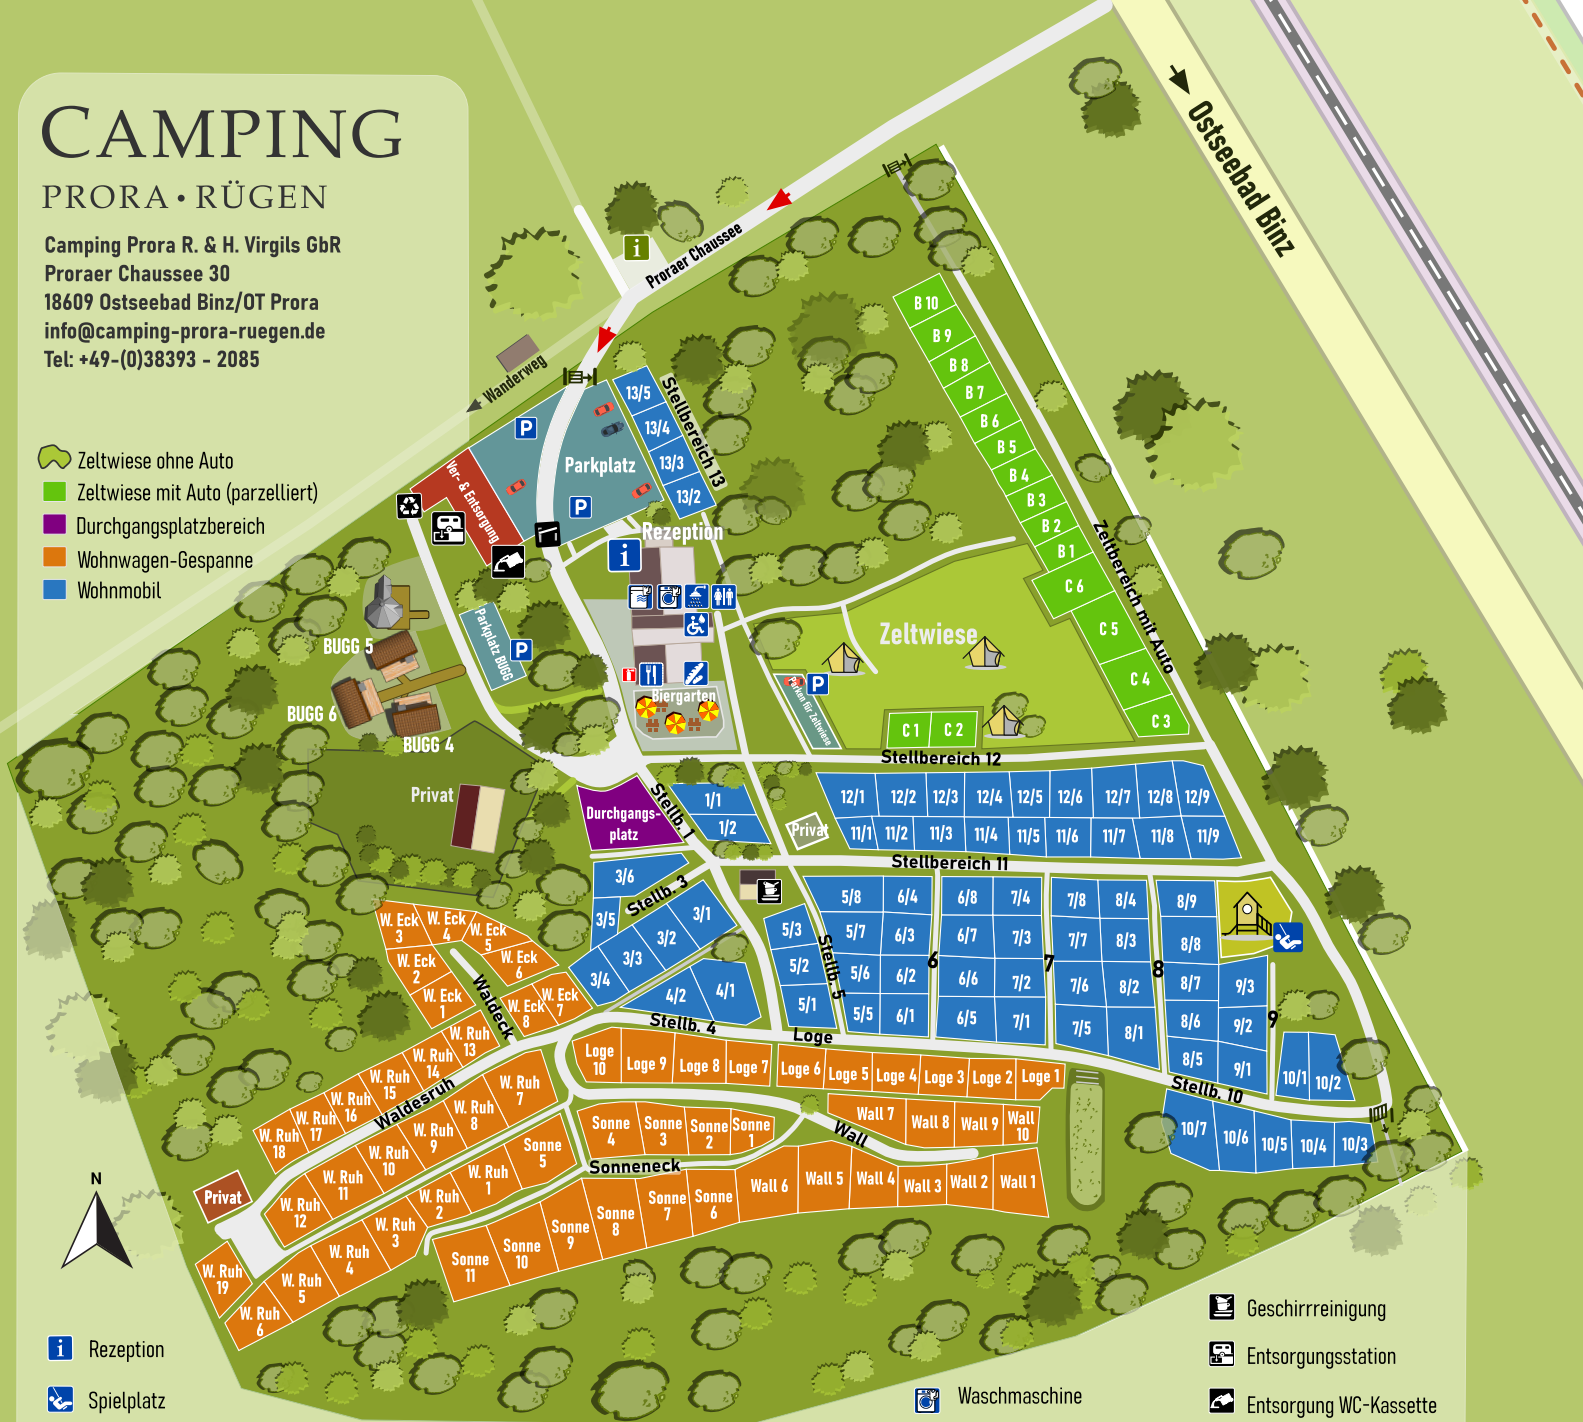 CAMPING
PRORA • RÜGEN
Camping Prora R. & H. Virgils GbR
Proraer Chaussee 30
18609 Ostseebad Binz/OT Prora
info@camping-prora-ruegen.de
Tel: +49-(0)38393 - 2085
Zeltwiese ohne Auto
Zeltwiese mit Auto (parzelliert)
Durchgangsplatzbereich
Wohnwagen-Gespanne
Wohnmobil
Ostseebad Binz
Proraer Chaussee
i
Wanderweg
P
Parkplatz
P
Ver- & Entsorgung
13/5
13/4
13/3
13/2
Stellbereich 13
Rezeption
i
Parkplatz BUGG
P
BUGG 5
BUGG 6
BUGG 4
Privat
Biergarten
B 10
B 9
B 8
B 7
B 6
B 5
B 4
B 3
B 2
B 1
C 6
C 5
C 4
C 3
Zeltbereich mit Auto
Zeltwiese
P
Parken für Zeltwiese
C 1
C 2
Stellbereich 12
Durchgangs-
platz
Stellb. 1
1/1
1/2
Privat
12/1
12/2
12/3
12/4
12/5
12/6
12/7
12/8
12/9
11/1
11/2
11/3
11/4
11/5
11/6
11/7
11/8
11/9
Stellbereich 11
3/6
3/5
Stellb. 3
3/1
3/2
3/3
3/4
4/2
4/1
Stellb. 4
5/3
5/2
5/1
Stellb. 5
5/8
5/7
5/6
5/5
6/4
6/3
6/2
6/1
6
6/8
6/7
6/6
6/5
7/4
7/3
7/2
7/1
7
7/8
7/7
7/6
7/5
8/4
8/3
8/2
8/1
8
8/9
8/8
8/7
8/6
8/5
9/3
9/2
9/1
9
10/1
10/2
Stellb. 10
10/7
10/6
10/5
10/4
10/3
W. Eck
3
W. Eck
4
W. Eck
5
W. Eck
6
W. Eck
2
W. Eck
1
W. Eck
8
W. Eck
7
Waldeck
W. Ruh
13
W. Ruh
14
W. Ruh
15
W. Ruh
16
W. Ruh
17
W. Ruh
18
Waldesruh
W. Ruh
7
W. Ruh
8
W. Ruh
9
W. Ruh
10
W. Ruh
11
W. Ruh
12
Sonne
5
W. Ruh
1
W. Ruh
2
W. Ruh
3
W. Ruh
4
W. Ruh
5
W. Ruh
6
W. Ruh
19
Privat
Loge
Loge
10
Loge 9
Loge 8
Loge 7
Loge 6
Loge 5
Loge 4
Loge 3
Loge 2
Loge 1
Sonne
4
Sonne
3
Sonne
2
Sonne
1
Sonneneck
Sonne
11
Sonne
10
Sonne
9
Sonne
8
Sonne
7
Sonne
6
Wall
Wall 7
Wall 8
Wall 9
Wall
10
Wall 6
Wall 5
Wall 4
Wall 3
Wall 2
Wall 1
N
i
Rezeption
Spielplatz
Waschmaschine
Geschirrreinigung
Entsorgungsstation
Entsorgung WC-Kassette